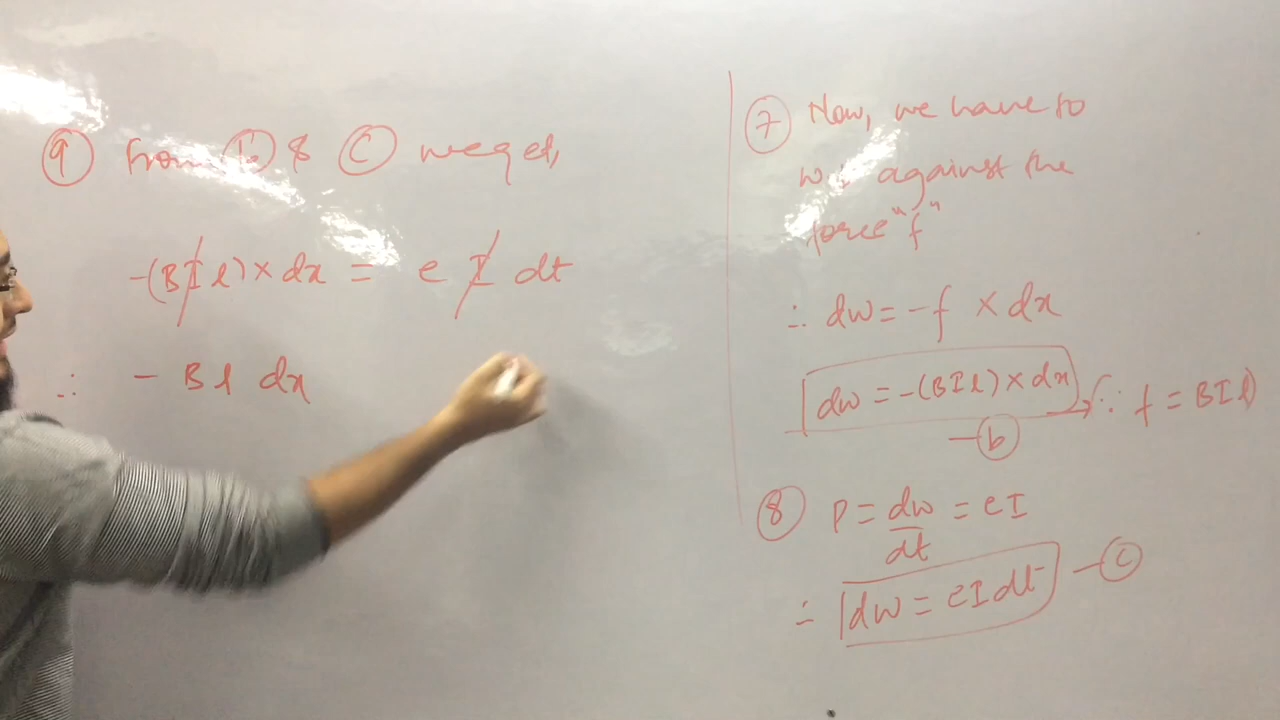 ⑨ from ⓑ & ⓒ we get,
-(BIl) × dx = e I dt
∴ - Bl dx
⑦ Now, we have to
against the
force "f"
∴ dw = -f × dx
dw = -(BIl) × dx ∵ f = BIl)
- ⓑ
⑧ P = dw/dt = eI
∴ dw = eIdt - ⓒ